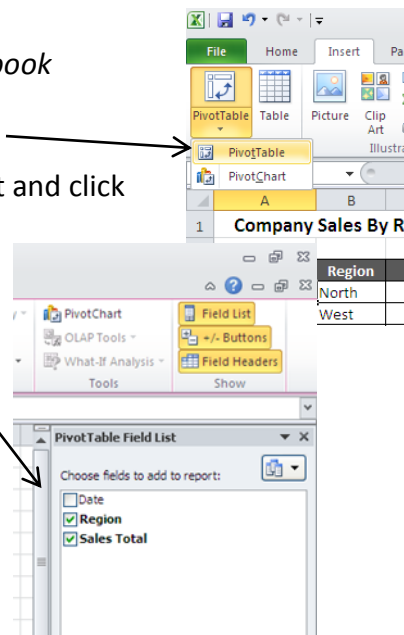 ook
File Home Insert Pa
PivotTable Table Picture Clip Art
Illustra
PivotTable
PivotChart
t and click
A B
1 Company Sales By R
Region
North
West
PivotChart Field List
OLAP Tools +/- Buttons
What-If Analysis Field Headers
Tools Show
PivotTable Field List
Choose fields to add to report:
Date
Region
Sales Total